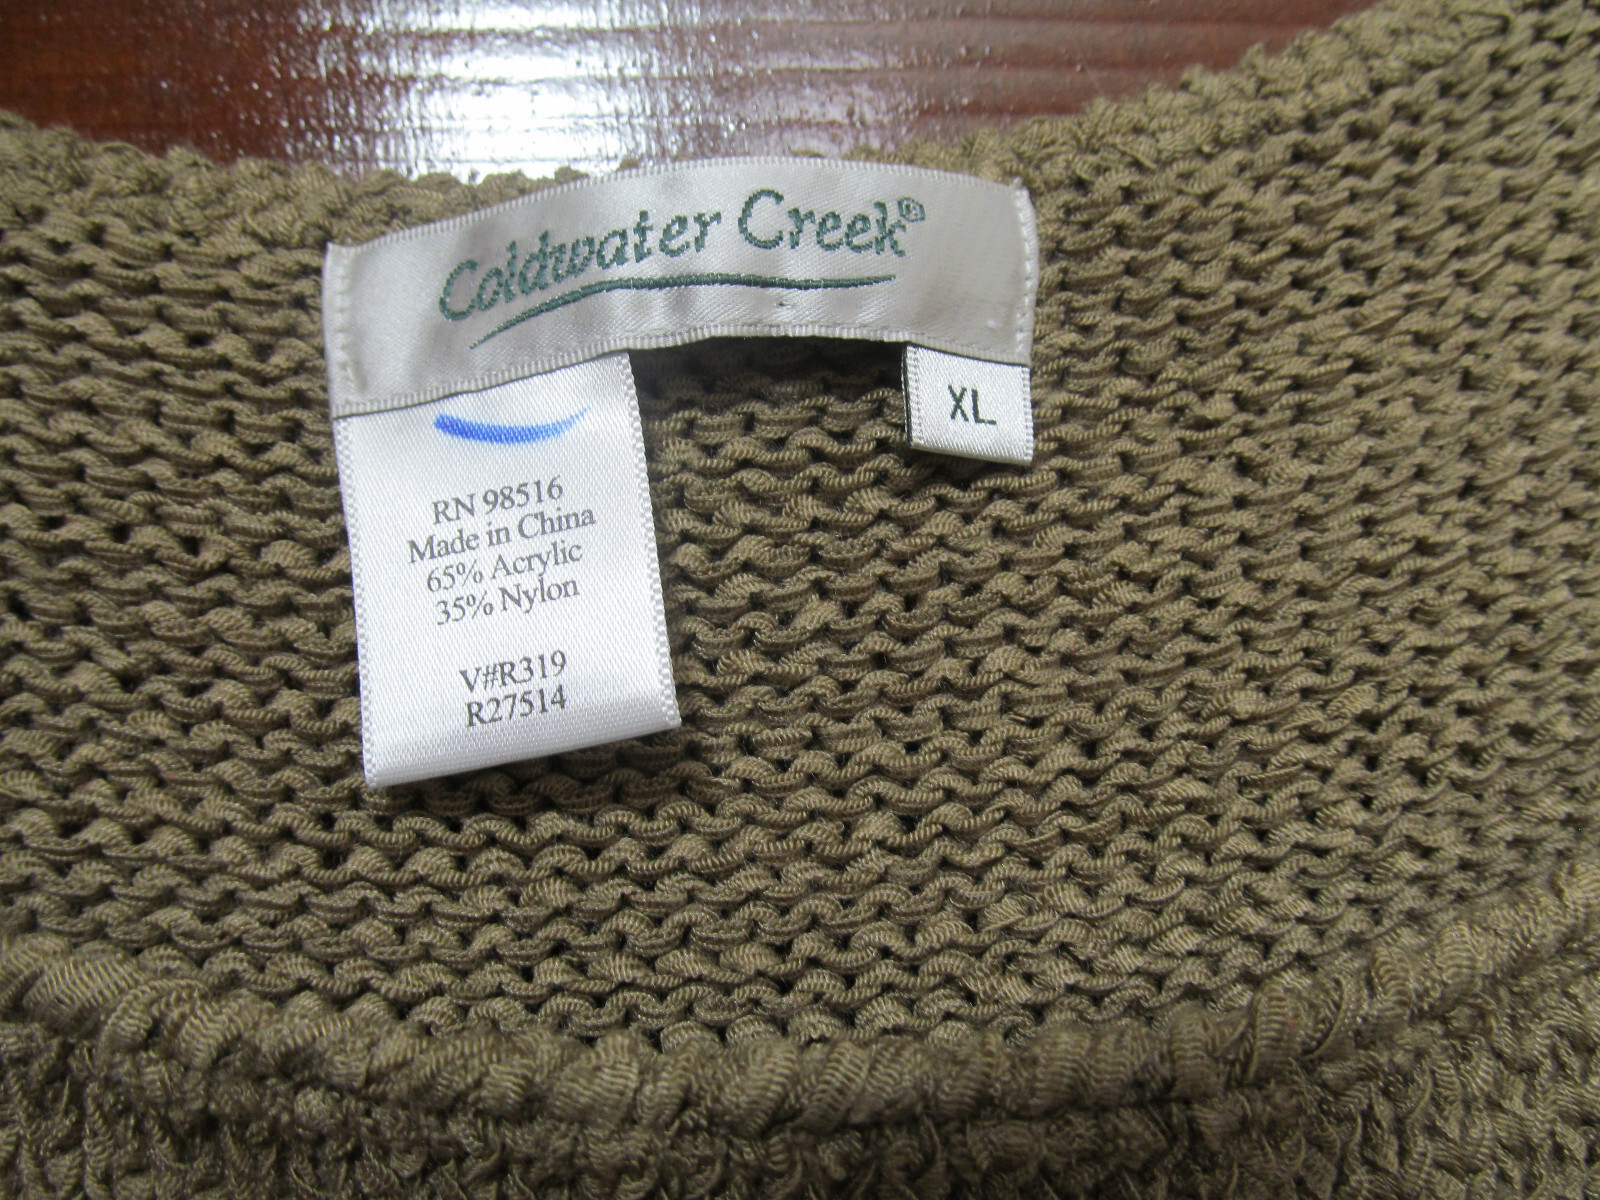 Coldwater Creek®
XL
RN 98516
Made in China
65% Acrylic
35% Nylon
V#R319
R27514